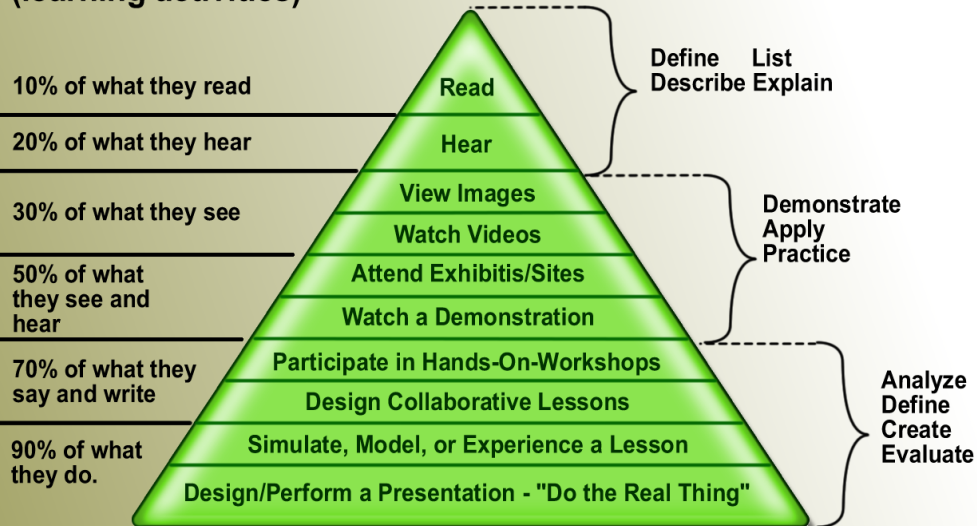 (learning activities)
10% of what they read
20% of what they hear
30% of what they see
50% of what
they see and
hear
70% of what they
say and write
90% of what
they do.
Read
Hear
View Images
Watch Videos
Attend Exhibitis/Sites
Watch a Demonstration
Participate in Hands-On-Workshops
Design Collaborative Lessons
Simulate, Model, or Experience a Lesson
Design/Perform a Presentation - "Do the Real Thing"
Define List
Describe Explain
Demonstrate
Apply
Practice
Analyze
Define
Create
Evaluate